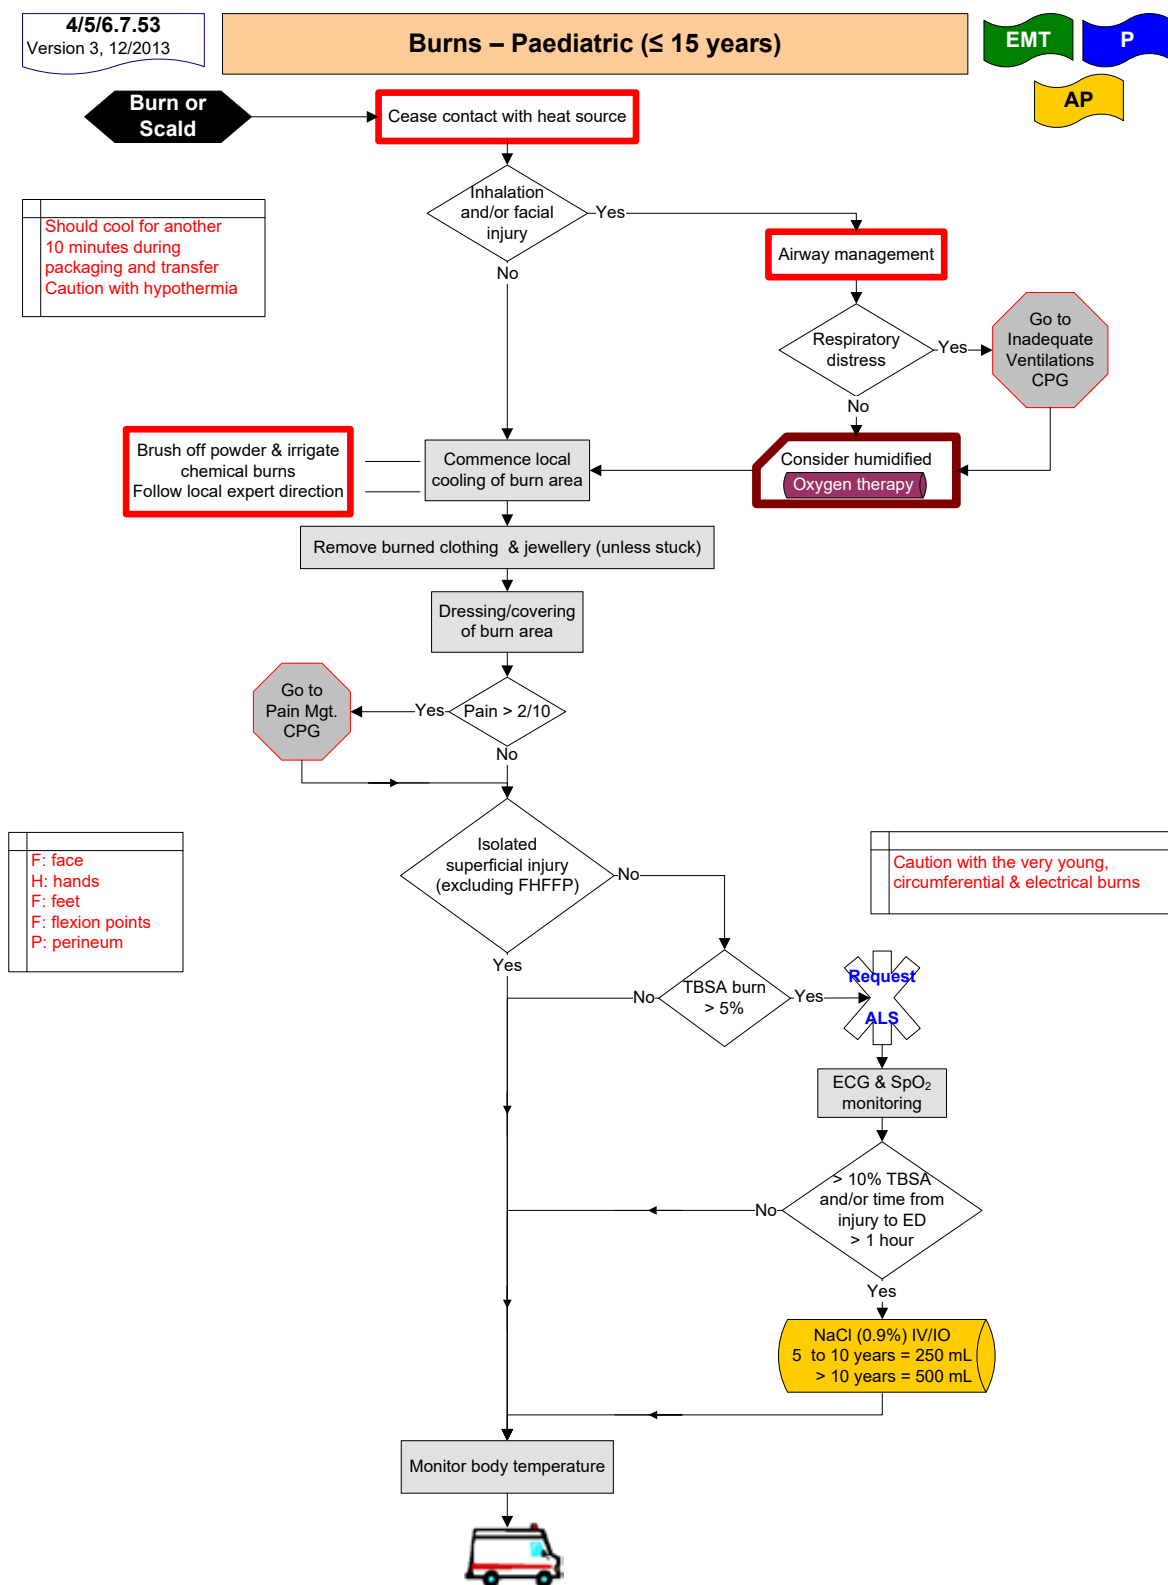 4/5/6.7.53
Version 3, 12/2013
Burns – Paediatric (≤ 15 years)
EMT
P
AP
Burn or
Scald
Cease contact with heat source
Inhalation
and/or facial
injury
Yes
No
Should cool for another
10 minutes during
packaging and transfer
Caution with hypothermia
Airway management
Respiratory
distress
Yes
No
Go to
Inadequate
Ventilations
CPG
Brush off powder & irrigate
chemical burns
Follow local expert direction
Commence local
cooling of burn area
Consider humidified
Oxygen therapy
Remove burned clothing & jewellery (unless stuck)
Dressing/covering
of burn area
Go to
Pain Mgt.
CPG
Yes
Pain > 2/10
No
F: face
H: hands
F: feet
F: flexion points
P: perineum
Isolated
superficial injury
(excluding FHFFP)
No
Yes
Caution with the very young,
circumferential & electrical burns
No
TBSA burn
> 5%
Yes
Request
ALS
ECG & SpO₂
monitoring
> 10% TBSA
and/or time from
injury to ED
> 1 hour
No
Yes
NaCl (0.9%) IV/IO
5 to 10 years = 250 mL
> 10 years = 500 mL
Monitor body temperature